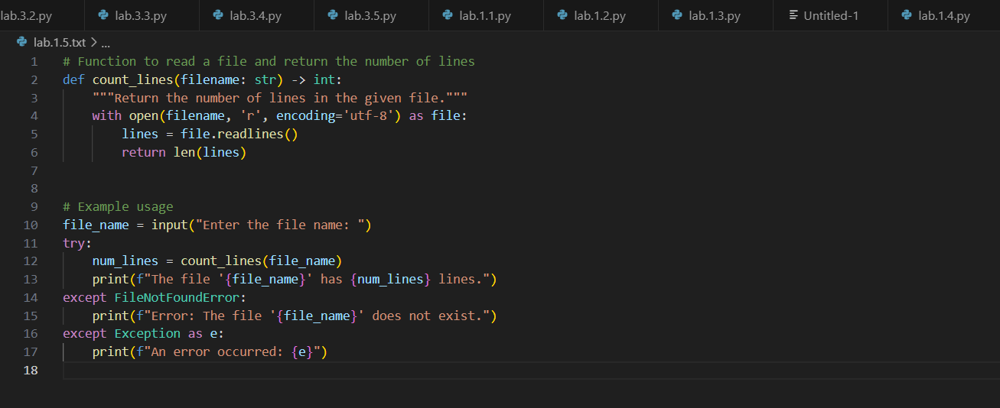 lab.3.2.py lab.3.3.py lab.3.4.py lab.3.5.py lab.1.1.py lab.1.2.py lab.1.3.py Untitled-1 lab.1.4.py
lab.1.5.txt > ...
1 # Function to read a file and return the number of lines
2 def count_lines(filename: str) -> int:
3     """Return the number of lines in the given file."""
4     with open(filename, 'r', encoding='utf-8') as file:
5         lines = file.readlines()
6         return len(lines)
7
8
9 # Example usage
10 file_name = input("Enter the file name: ")
11 try:
12     num_lines = count_lines(file_name)
13     print(f"The file '{file_name}' has {num_lines} lines.")
14 except FileNotFoundError:
15     print(f"Error: The file '{file_name}' does not exist.")
16 except Exception as e:
17     print(f"An error occurred: {e}")
18